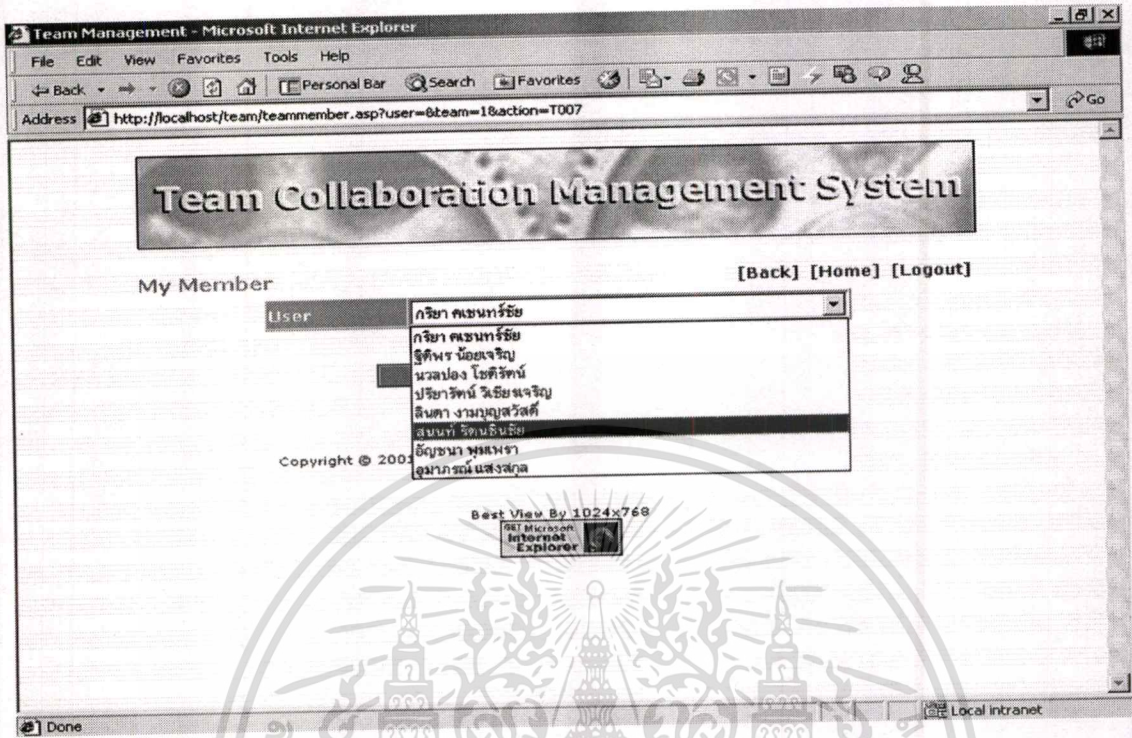 Team Management - Microsoft Internet Explorer
File Edit View Favorites Tools Help
Back Personal Bar Search Favorites
Address http://localhost/team/teammember.asp?user=&team=1&action=T007 Go
Team Collaboration Management System
My Member [Back] [Home] [Logout]
User กริยา คเชนทร์ชัย
กริยา คเชนทร์ชัย
ฐิติพร น้อยเจริญ
นวลปอง โชติรัตน์
ปรียารัตน์ วิเชียรเจริญ
ลินดา งามบุญสวัสดิ์
สุนนท์ รัตนชินชัย
อัญชนา พุ่มเพรา
อุมาภรณ์ แสงสกุล
Copyright © 2001
Best View By 1024x768
GET Microsoft
Internet
Explorer
Done Local intranet